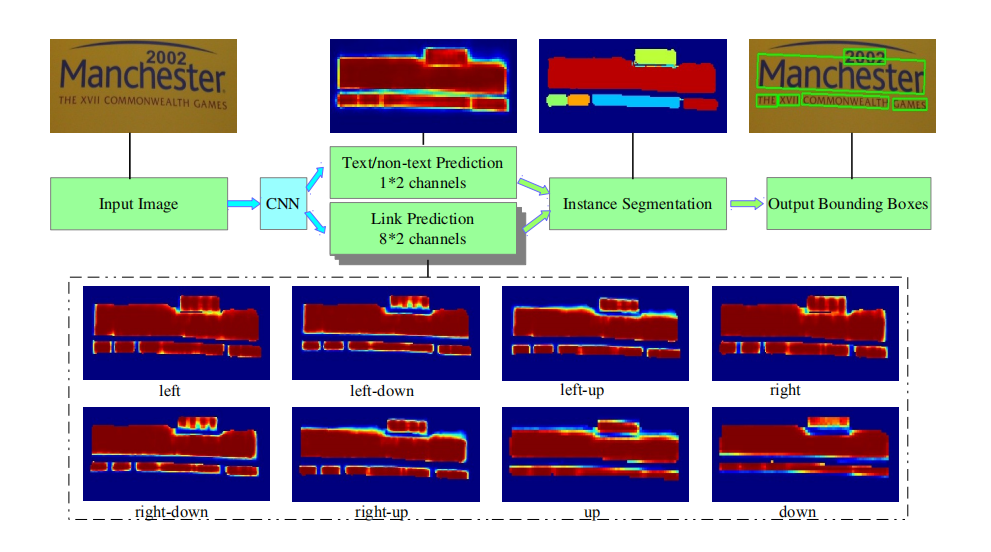 2002
Manchester
THE XVII COMMONWEALTH GAMES
2002
Manchester
THE XVII COMMONWEALTH GAMES
Input Image
CNN
Text/non-text Prediction
1*2 channels
Link Prediction
8*2 channels
Instance Segmentation
Output Bounding Boxes
left
left-down
left-up
right
right-down
right-up
up
down